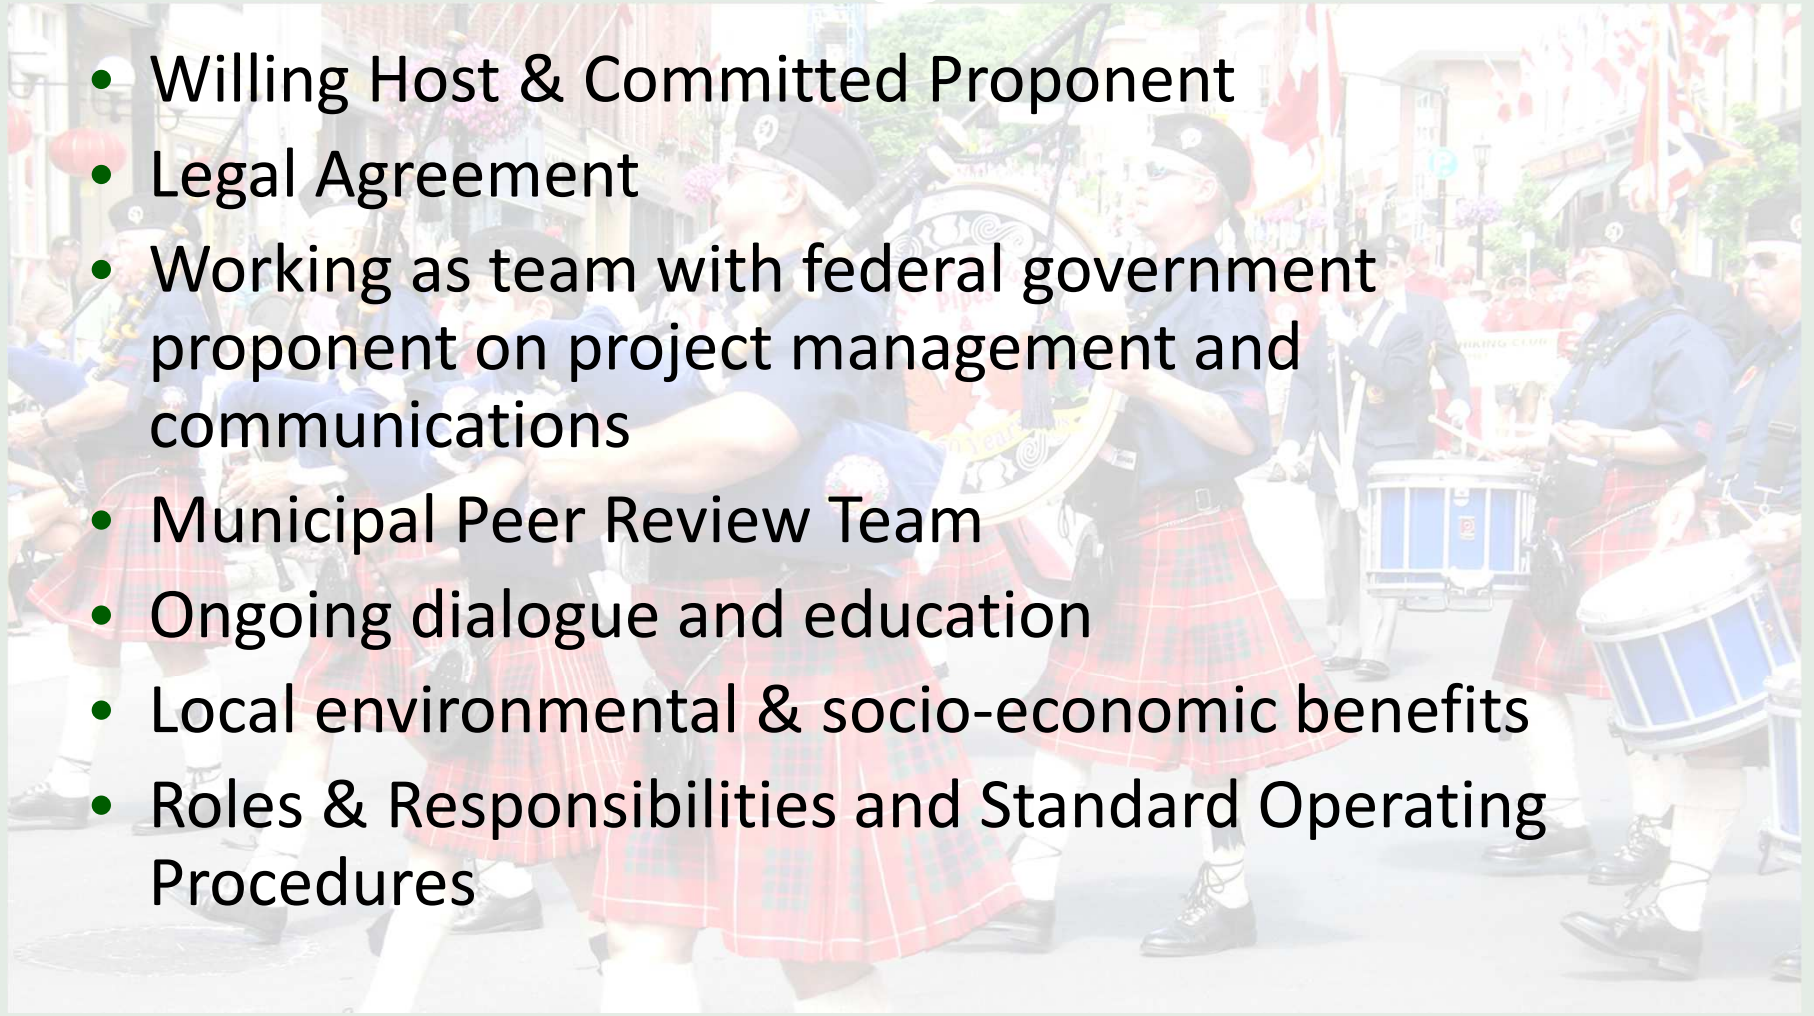 • Willing Host & Committed Proponent
• Legal Agreement
• Working as team with federal government
proponent on project management and
communications
• Municipal Peer Review Team
• Ongoing dialogue and education
• Local environmental & socio-economic benefits
• Roles & Responsibilities and Standard Operating
Procedures